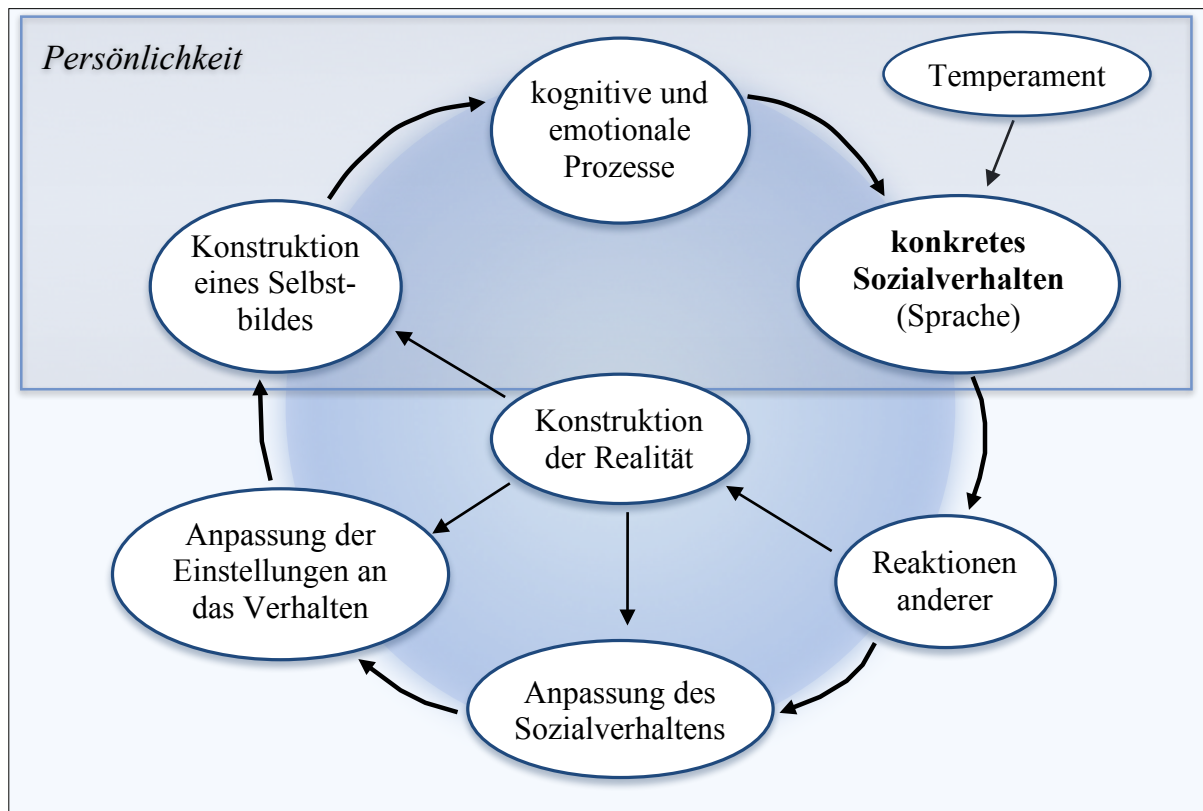 Persönlichkeit
kognitive und
emotionale
Prozesse
Temperament
konkretes
Sozialverhalten
(Sprache)
Konstruktion
eines Selbst-
bildes
Konstruktion
der Realität
Reaktionen
anderer
Anpassung der
Einstellungen an
das Verhalten
Anpassung des
Sozialverhaltens